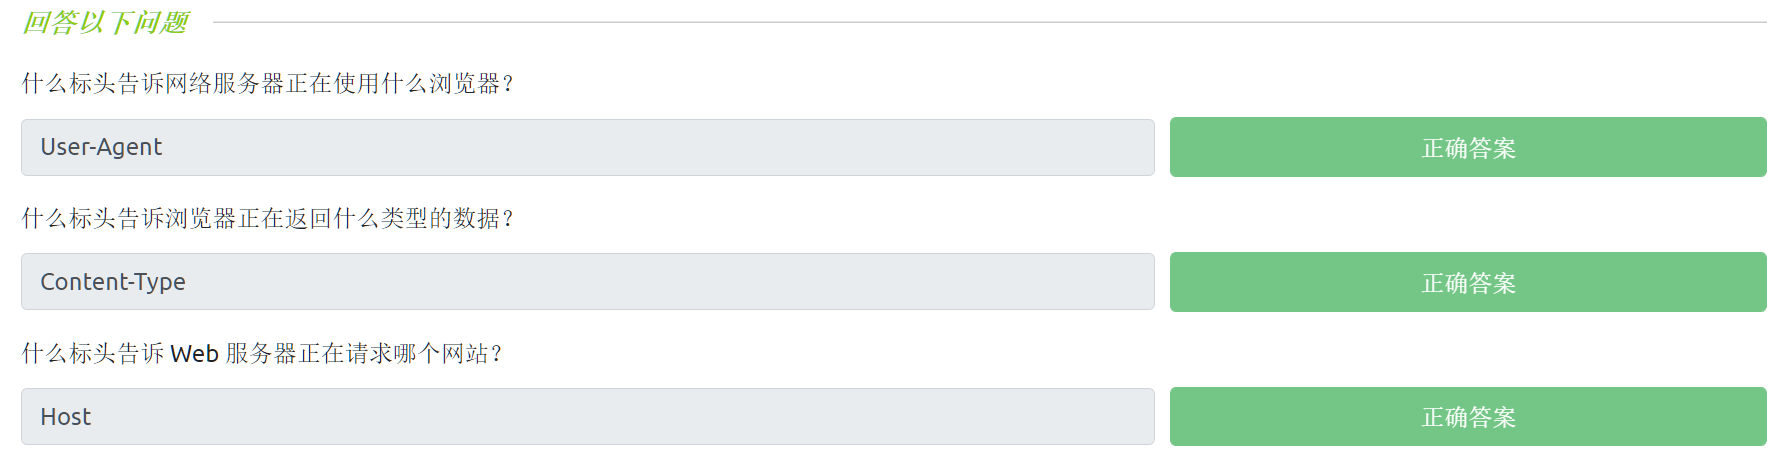 回答以下问题
什么标头告诉网络服务器正在使用什么浏览器？
User-Agent
正确答案
什么标头告诉浏览器正在返回什么类型的数据？
Content-Type
正确答案
什么标头告诉 Web 服务器正在请求哪个网站？
Host
正确答案